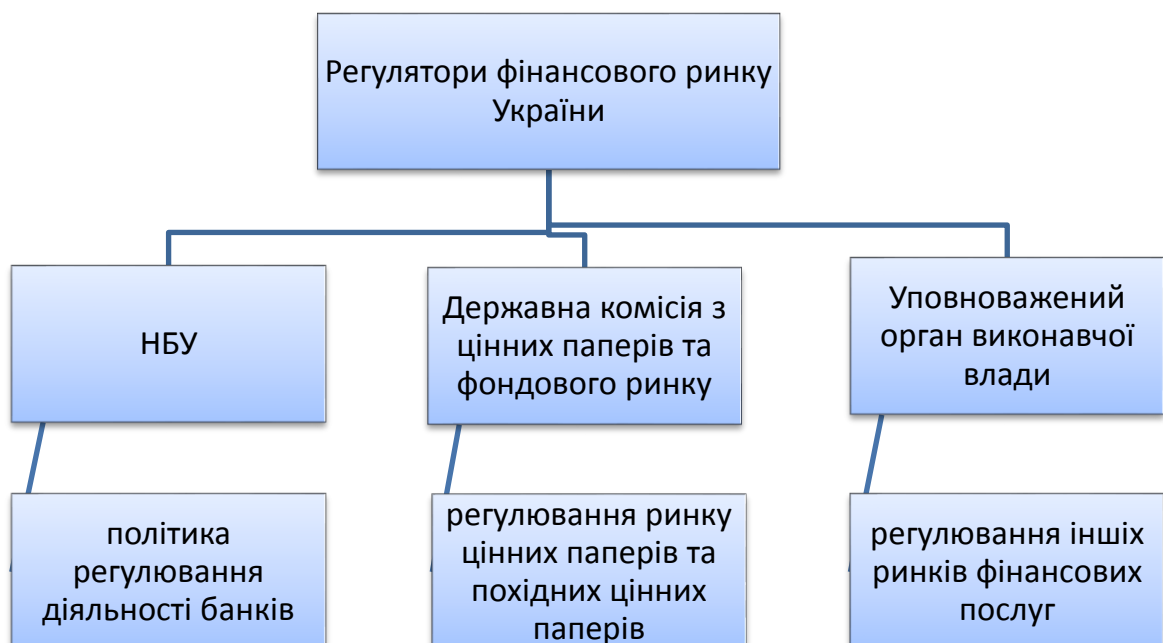 Регулятори фінансового ринку
України
НБУ
Державна комісія з
цінних паперів та
фондового ринку
Уповноважений
орган виконавчої
влади
політика
регулювання
діяльності банків
регулювання ринку
цінних паперів та
похідних цінних
паперів
регулювання інших
ринків фінансових
послуг